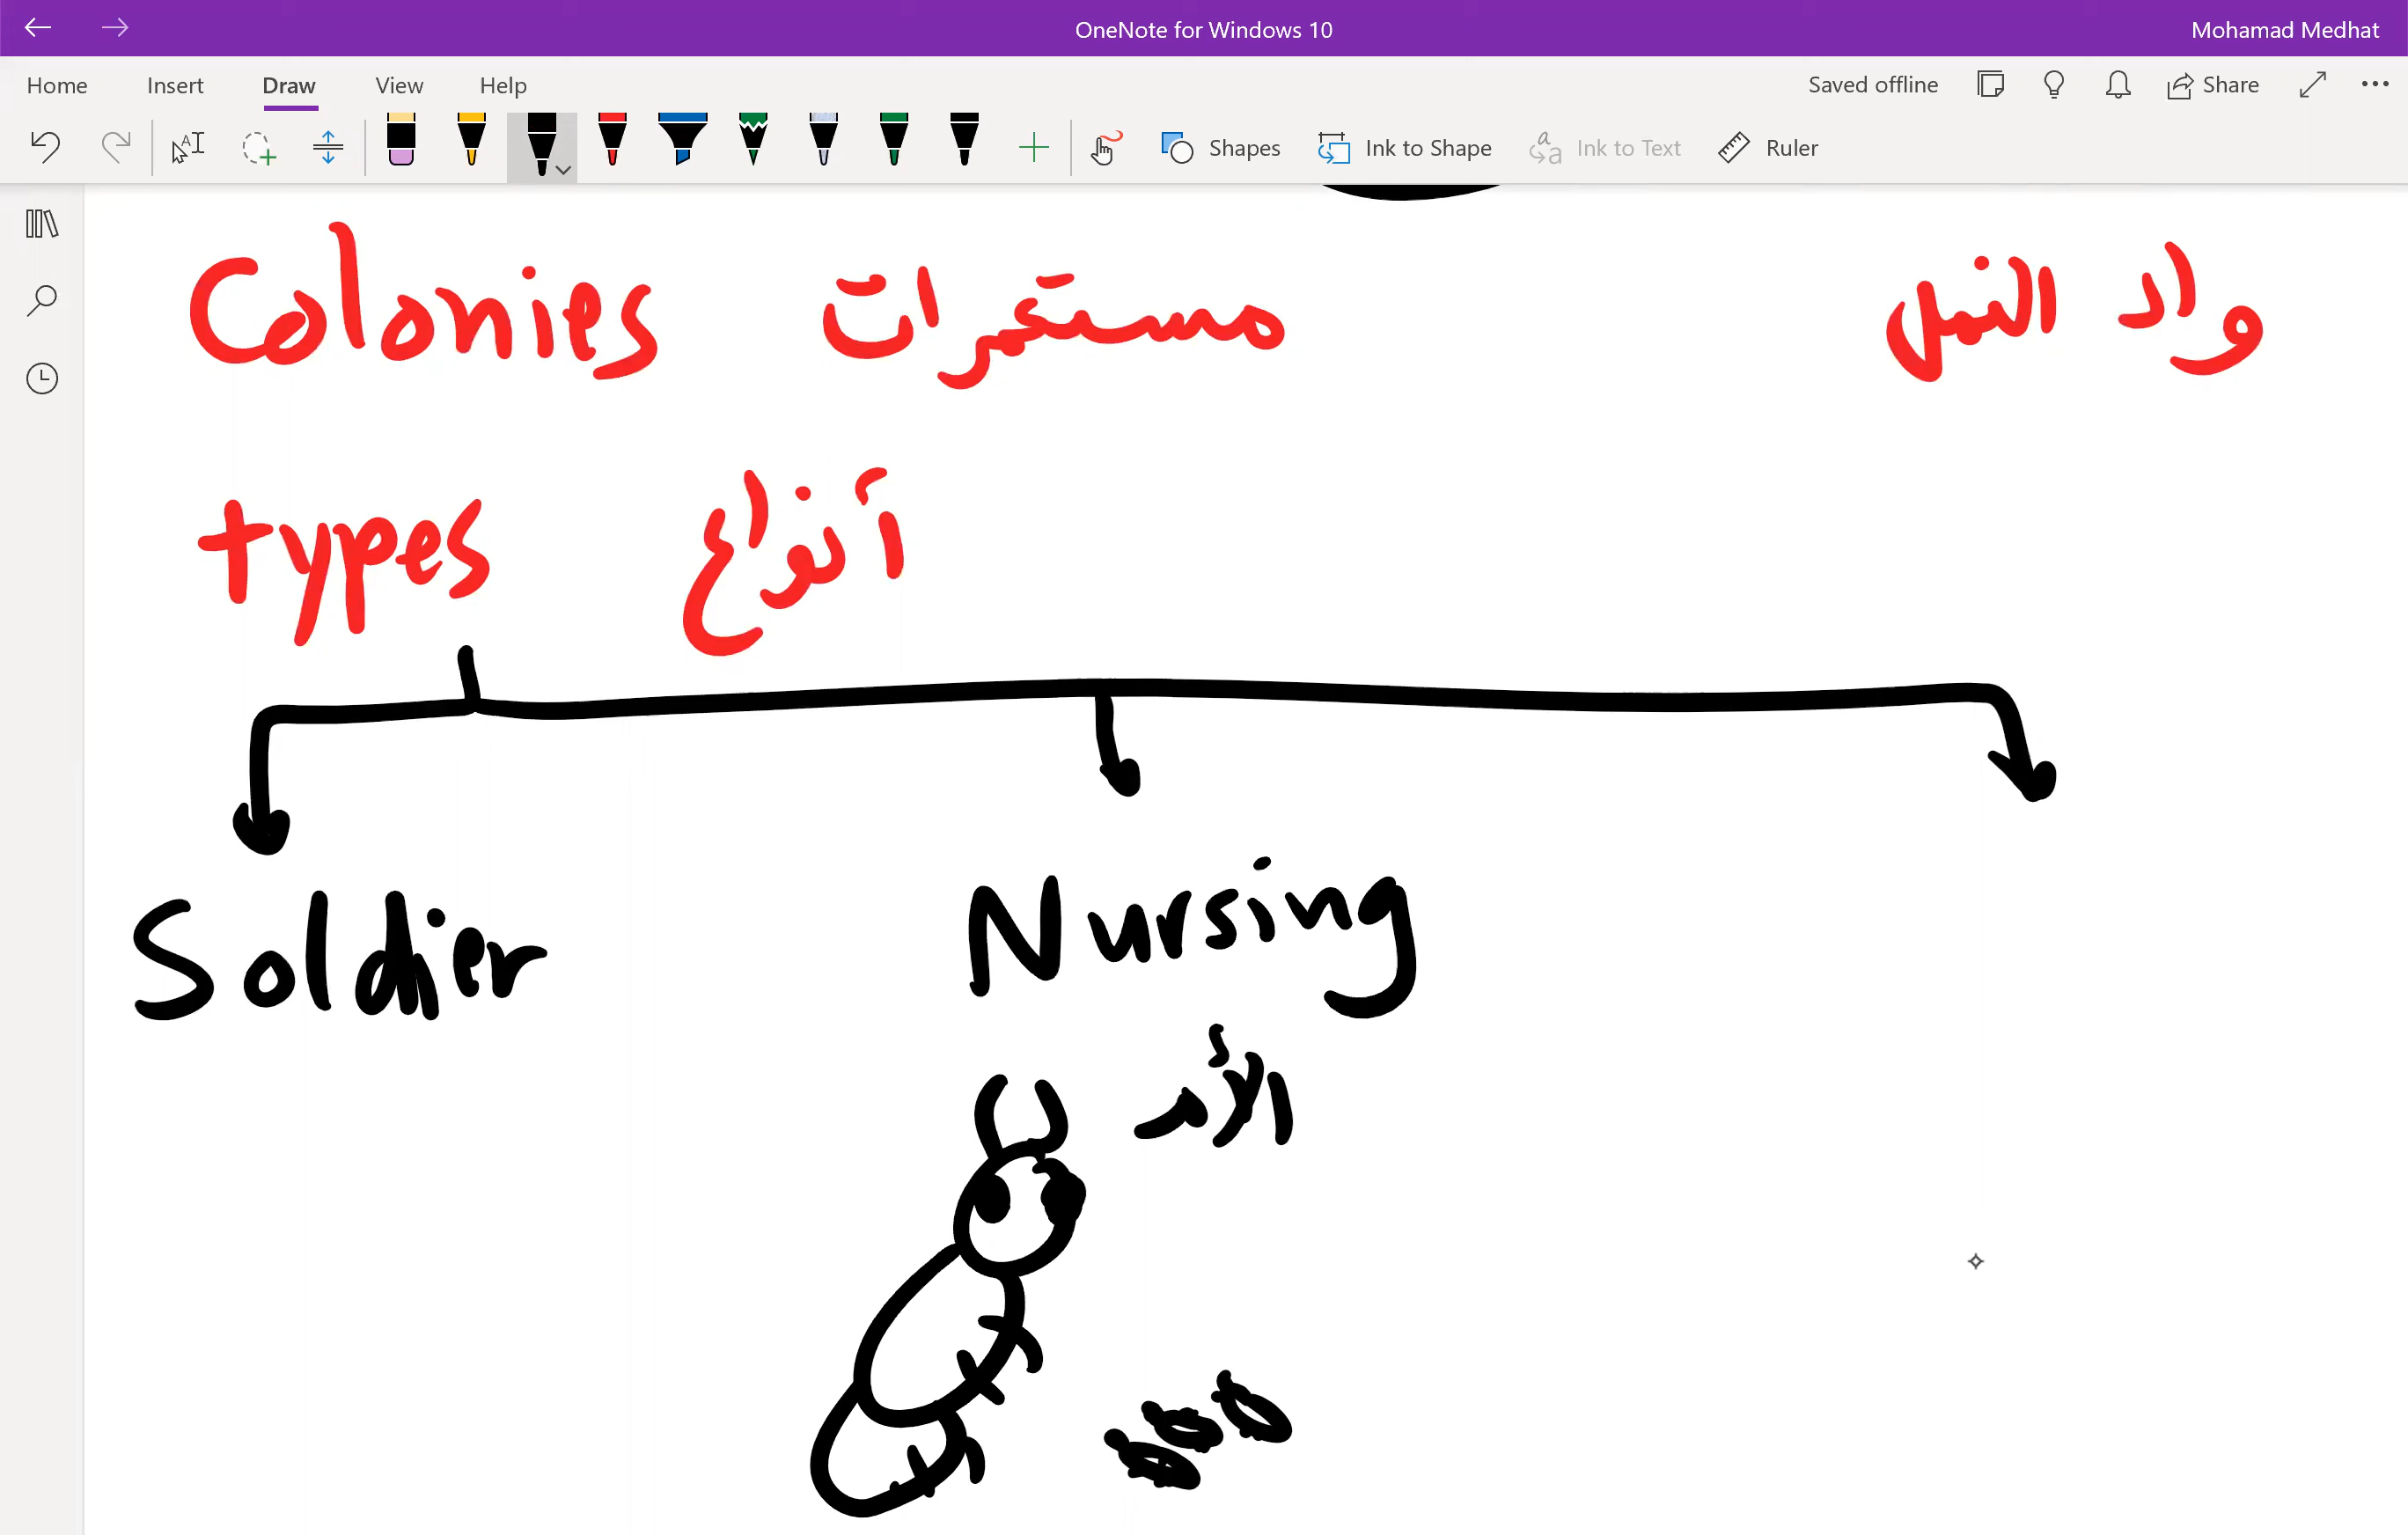 OneNote for Windows 10 Mohamad Medhat
Home Insert Draw View Help Saved offline Share
Shapes Ink to Shape Ink to Text Ruler
Colonies مستعمرات واد النمل
types أنواع
Soldier Nursing
الأم